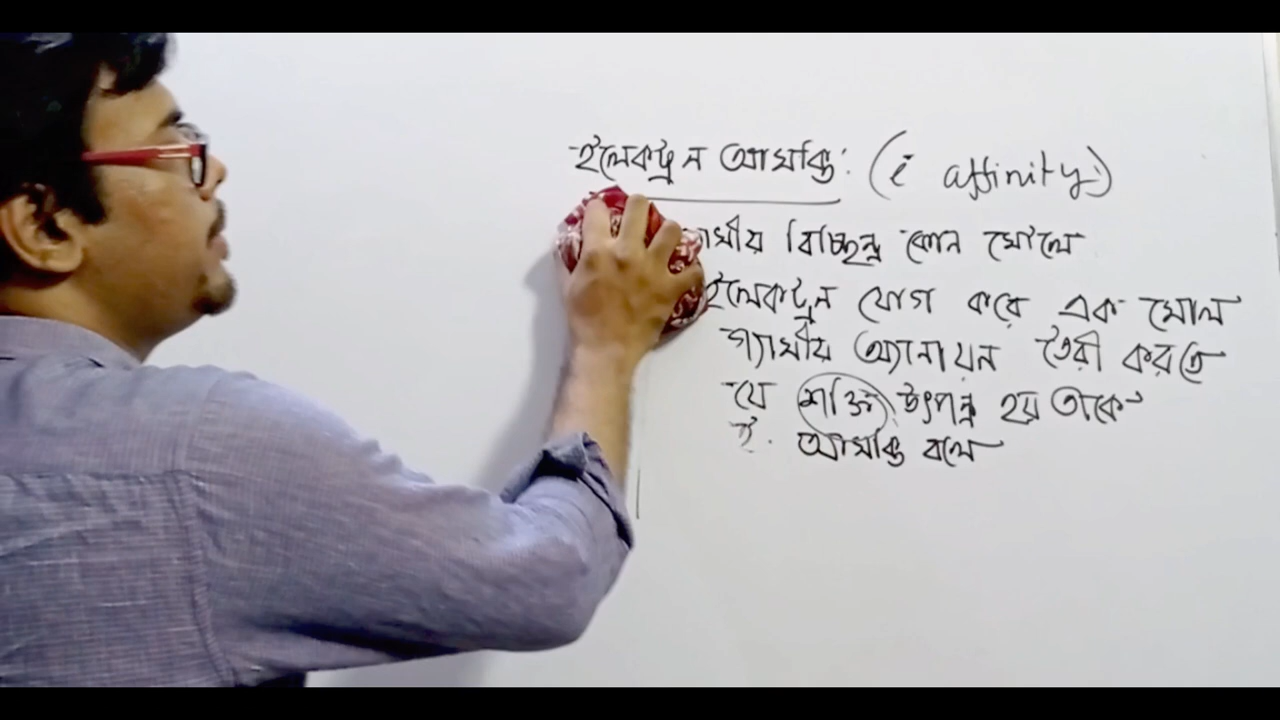 ইলেকট্রন আসক্তি: (i affinity)
সীয় বিচ্ছিন্ন কোন মৌলে
ইলেকট্রন যোগ করে এক মোল
গ্যাসীয় অ্যানায়ন তৈরী করতে
যে শক্তি উৎপন্ন হয় তাকে
ই. আসক্তি বলে